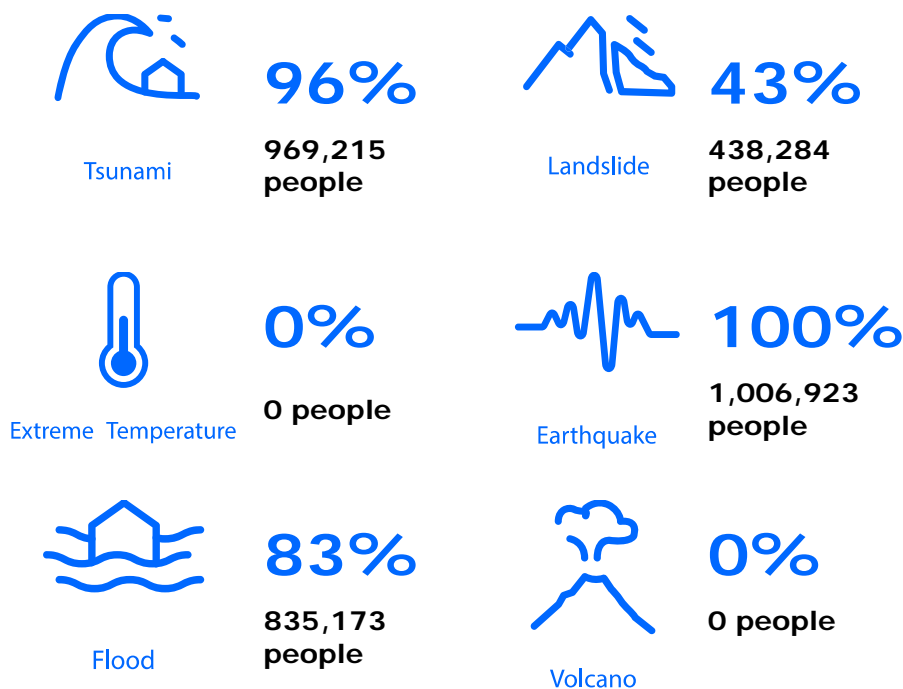 96%
969,215
people
Tsunami
43%
438,284
people
Landslide
0%
0 people
Extreme Temperature
100%
1,006,923
people
Earthquake
83%
835,173
people
Flood
0%
0 people
Volcano